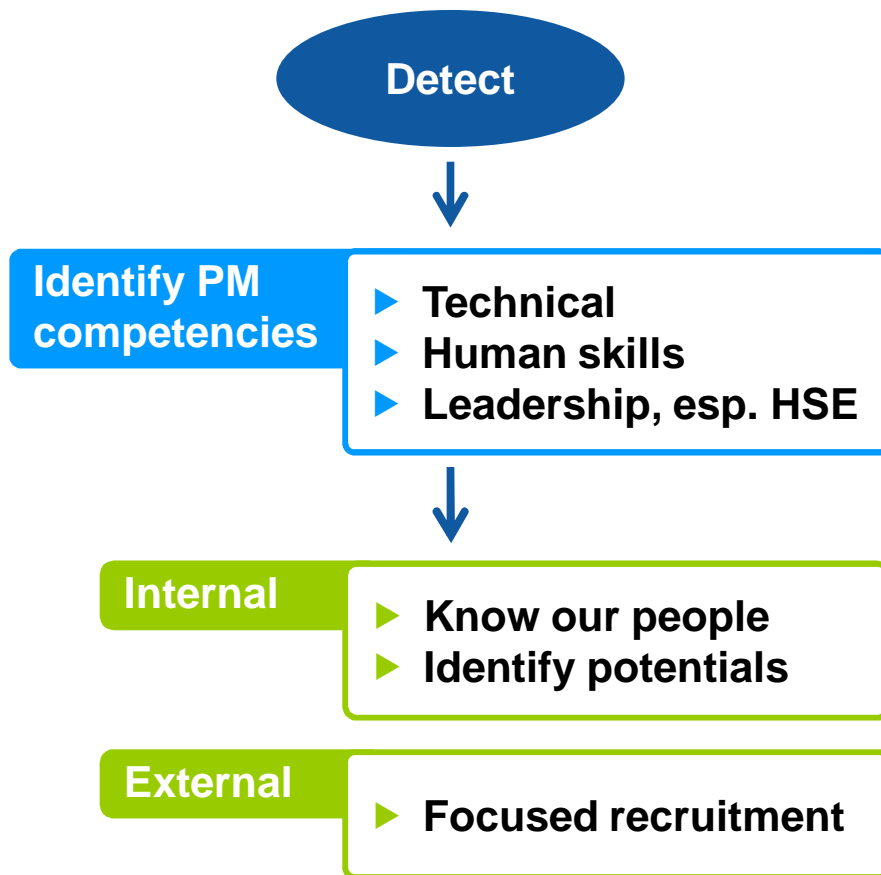 Detect
Identify PM
competencies
Technical
Human skills
Leadership, esp. HSE
Internal
Know our people
Identify potentials
External
Focused recruitment